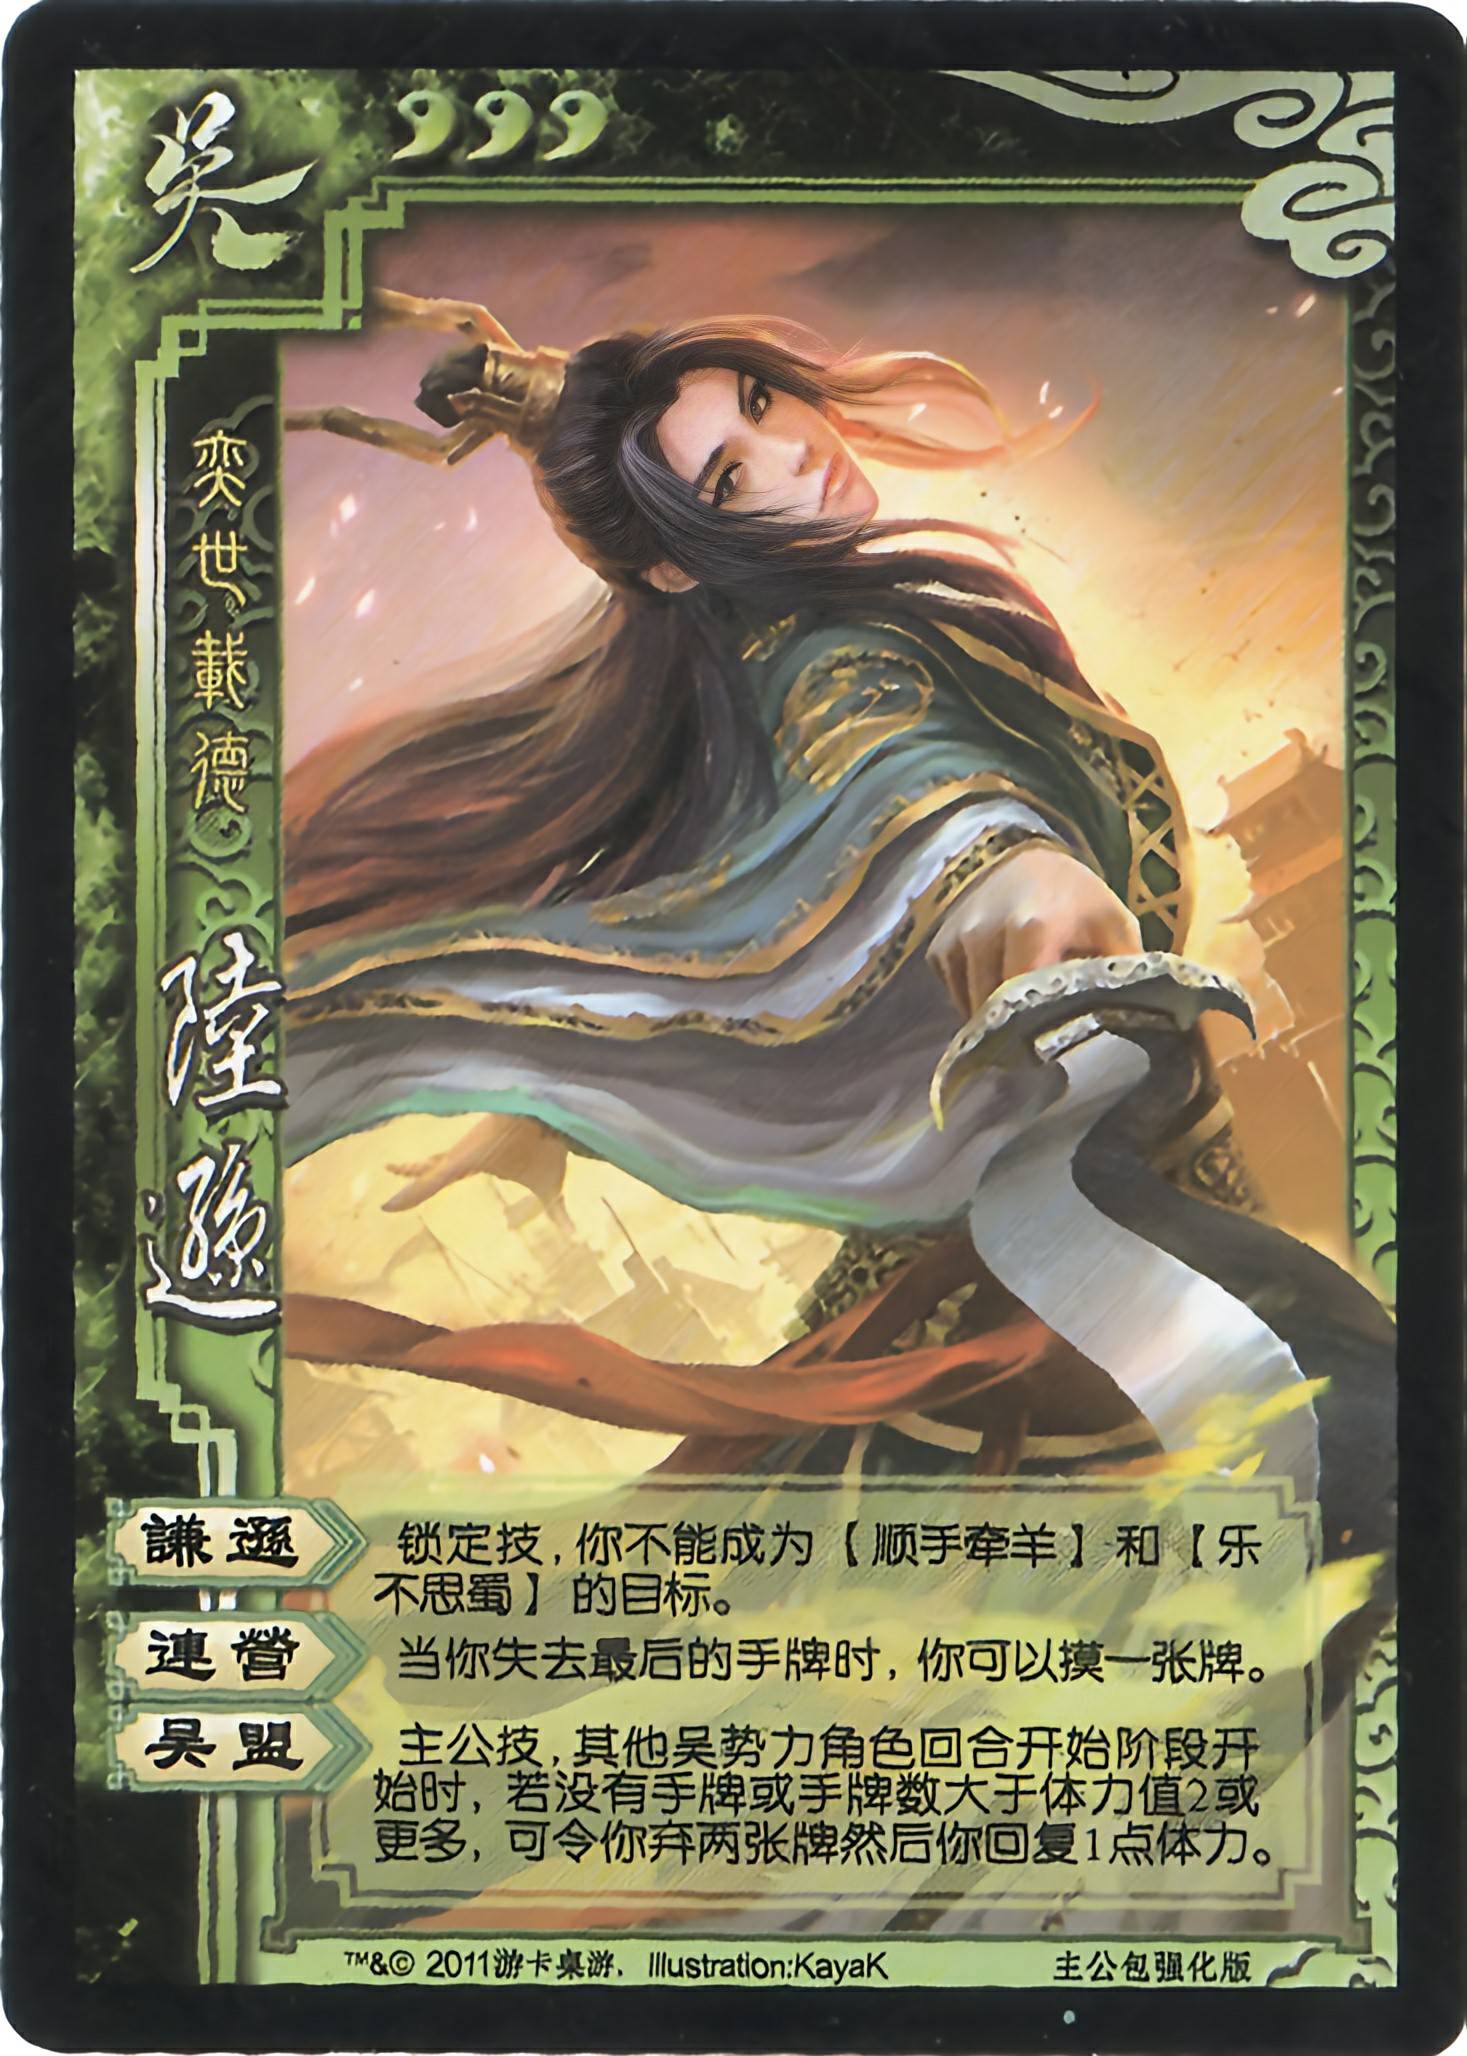 吳
奕世載德
陸遜
謙遜
锁定技,你不能成为【顺手牵羊】和【乐
不思蜀】的目标。
連營
当你失去最后的手牌时,你可以摸一张牌。
吴盟
主公技,其他吴势力角色回合开始阶段开
始时,若没有手牌或手牌数大于体力值2或
更多,可令你弃两张牌然后你回复1点体力。
™&© 2011游卡桌游. Illustration:KayaK
主公包强化版